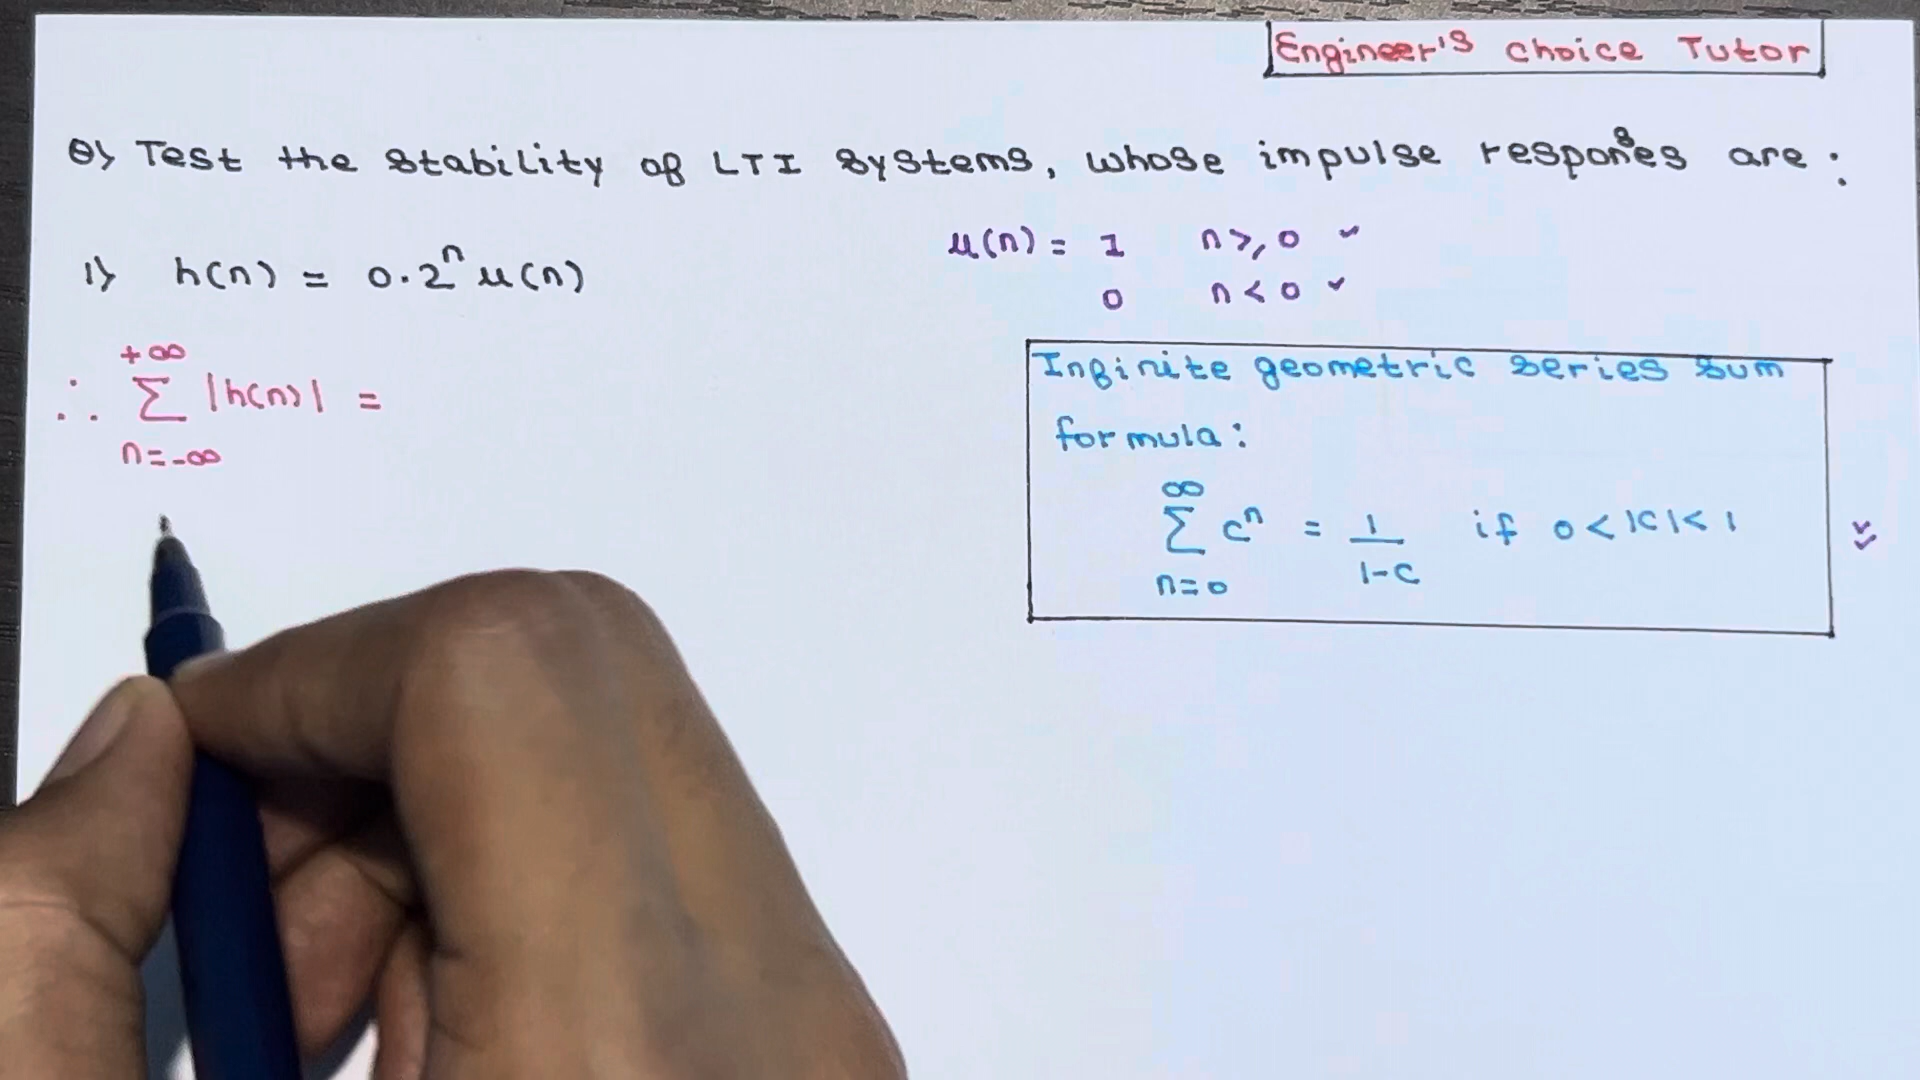 Engineer's Choice Tutor
Q) Test the stability of LTI systems, whose impulse responses are :
1) h(n) = 0.2ⁿ u(n)
u(n) = 1 n ≥ 0 ✓
0 n < 0 ✓
+∞
∴ Σ |h(n)| =
n=-∞
Infinite geometric series sum
formula:
∞
Σ cⁿ = 1/(1-c) if 0 < |c| < 1
n=0